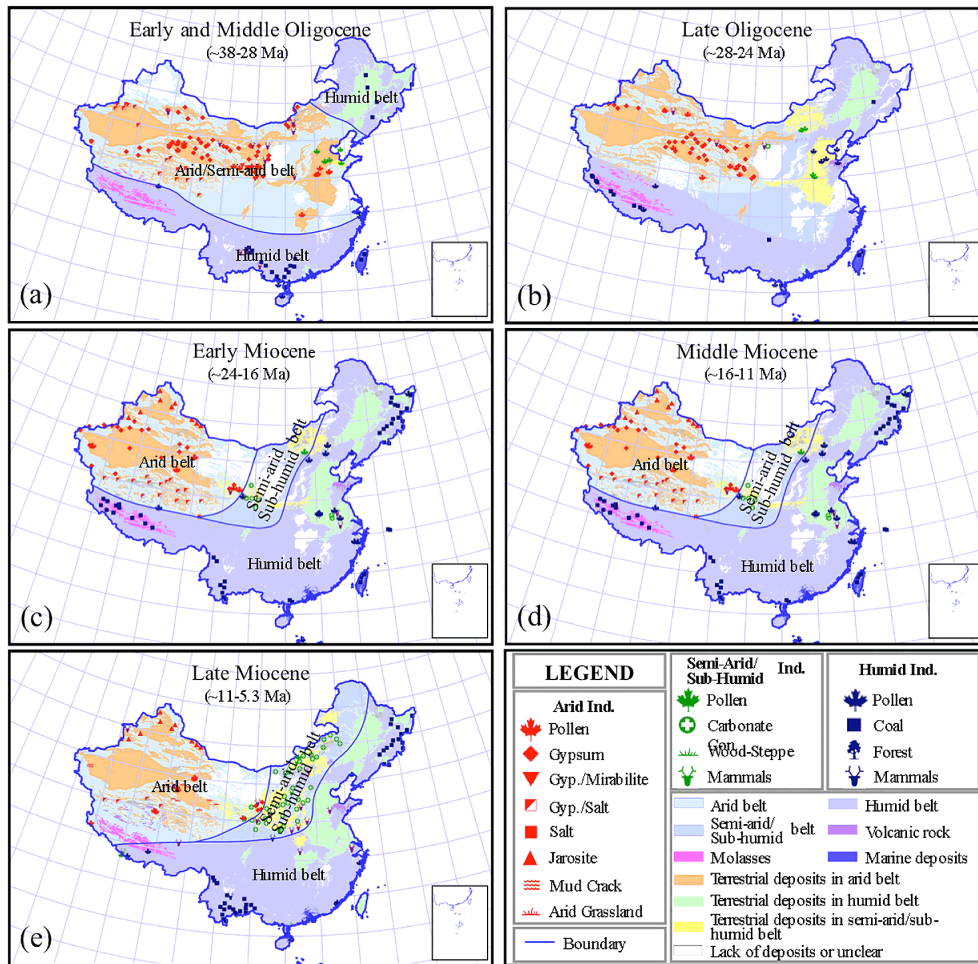 Early and Middle Oligocene
(~38-28 Ma)
Humid belt
Arid/Semi-arid belt
Humid belt
(a)
Late Oligocene
(~28-24 Ma)
(b)
Early Miocene
(~24-16 Ma)
Arid belt
Semi-arid belt
Sub-humid
Humid belt
(c)
Middle Miocene
(~16-11 Ma)
Arid belt
Semi-arid belt
Sub-humid
Humid belt
(d)
Late Miocene
(~11-5.3 Ma)
Arid belt
Semi-arid belt
Sub-humid
Humid belt
(e)
LEGEND
Arid Ind.
Pollen
Gypsum
Gyp./Mirabilite
Gyp./Salt
Salt
Jarosite
Mud Crack
Arid Grassland
Boundary
Semi-Arid/ Ind.
Sub-Humid
Pollen
Carbonate
Con
Wood-Steppe
Mammals
Humid Ind.
Pollen
Coal
Forest
Mammals
Arid belt
Semi-arid/ belt
Sub-humid
Molasses
Humid belt
Volcanic rock
Marine deposits
Terrestrial deposits in arid belt
Terrestrial deposits in humid belt
Terrestrial deposits in semi-arid/sub-
humid belt
Lack of deposits or unclear